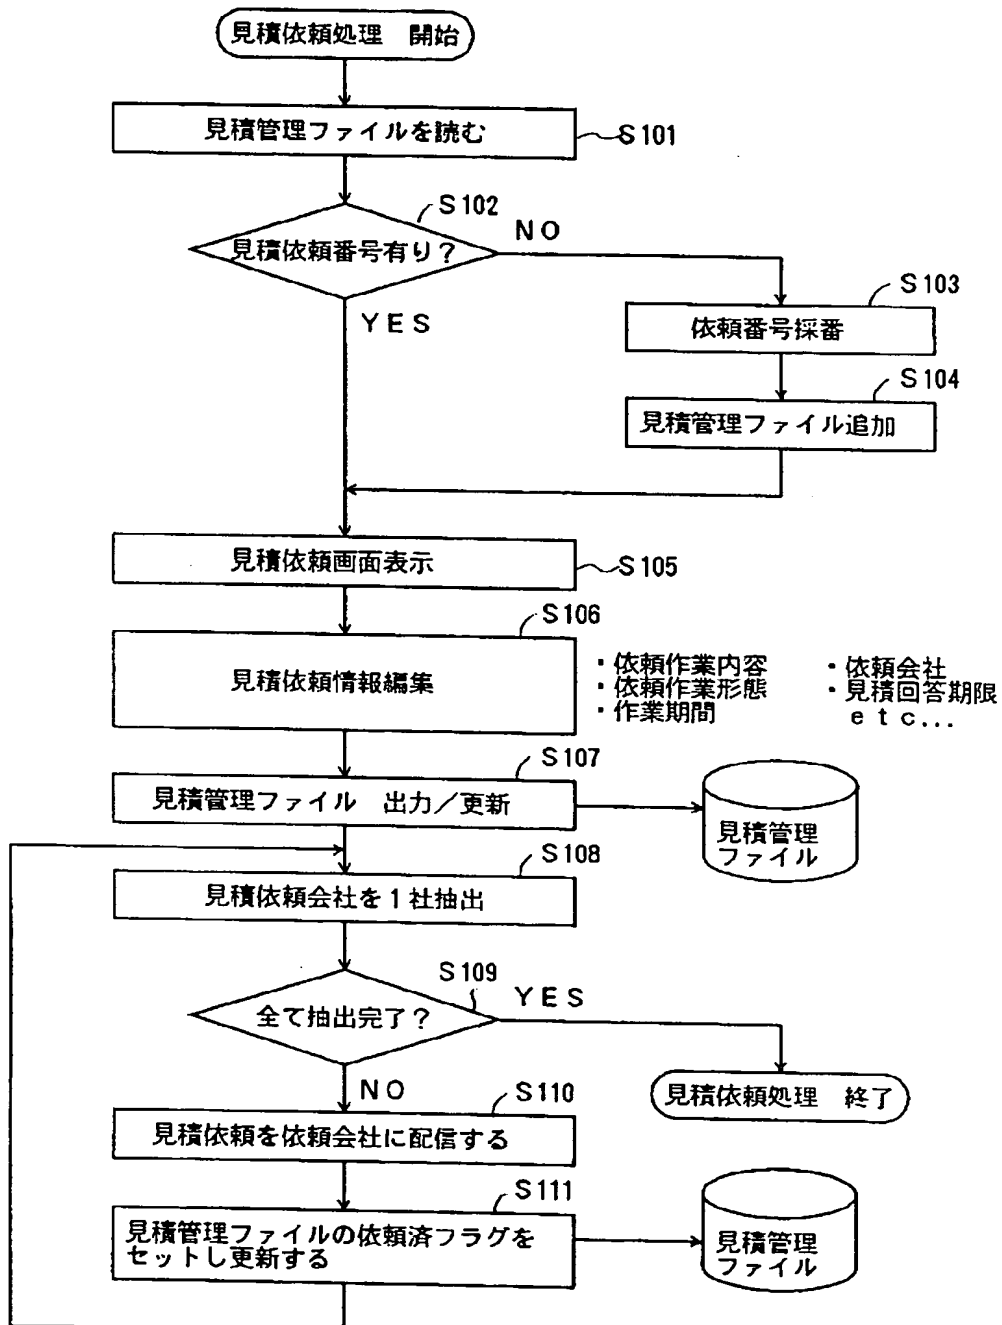 見積依頼処理　開始
見積管理ファイルを読む
S101
S102
見積依頼番号有り？
NO
YES
S103
依頼番号採番
S104
見積管理ファイル追加
見積依頼画面表示
S105
S106
見積依頼情報編集
・依頼作業内容
・依頼作業形態
・作業期間
・依頼会社
・見積回答期限
etc...
S107
見積管理ファイル　出力／更新
見積管理
ファイル
S108
見積依頼会社を１社抽出
S109
全て抽出完了？
YES
NO
見積依頼処理　終了
S110
見積依頼を依頼会社に配信する
S111
見積管理ファイルの依頼済フラグを
セットし更新する
見積管理
ファイル